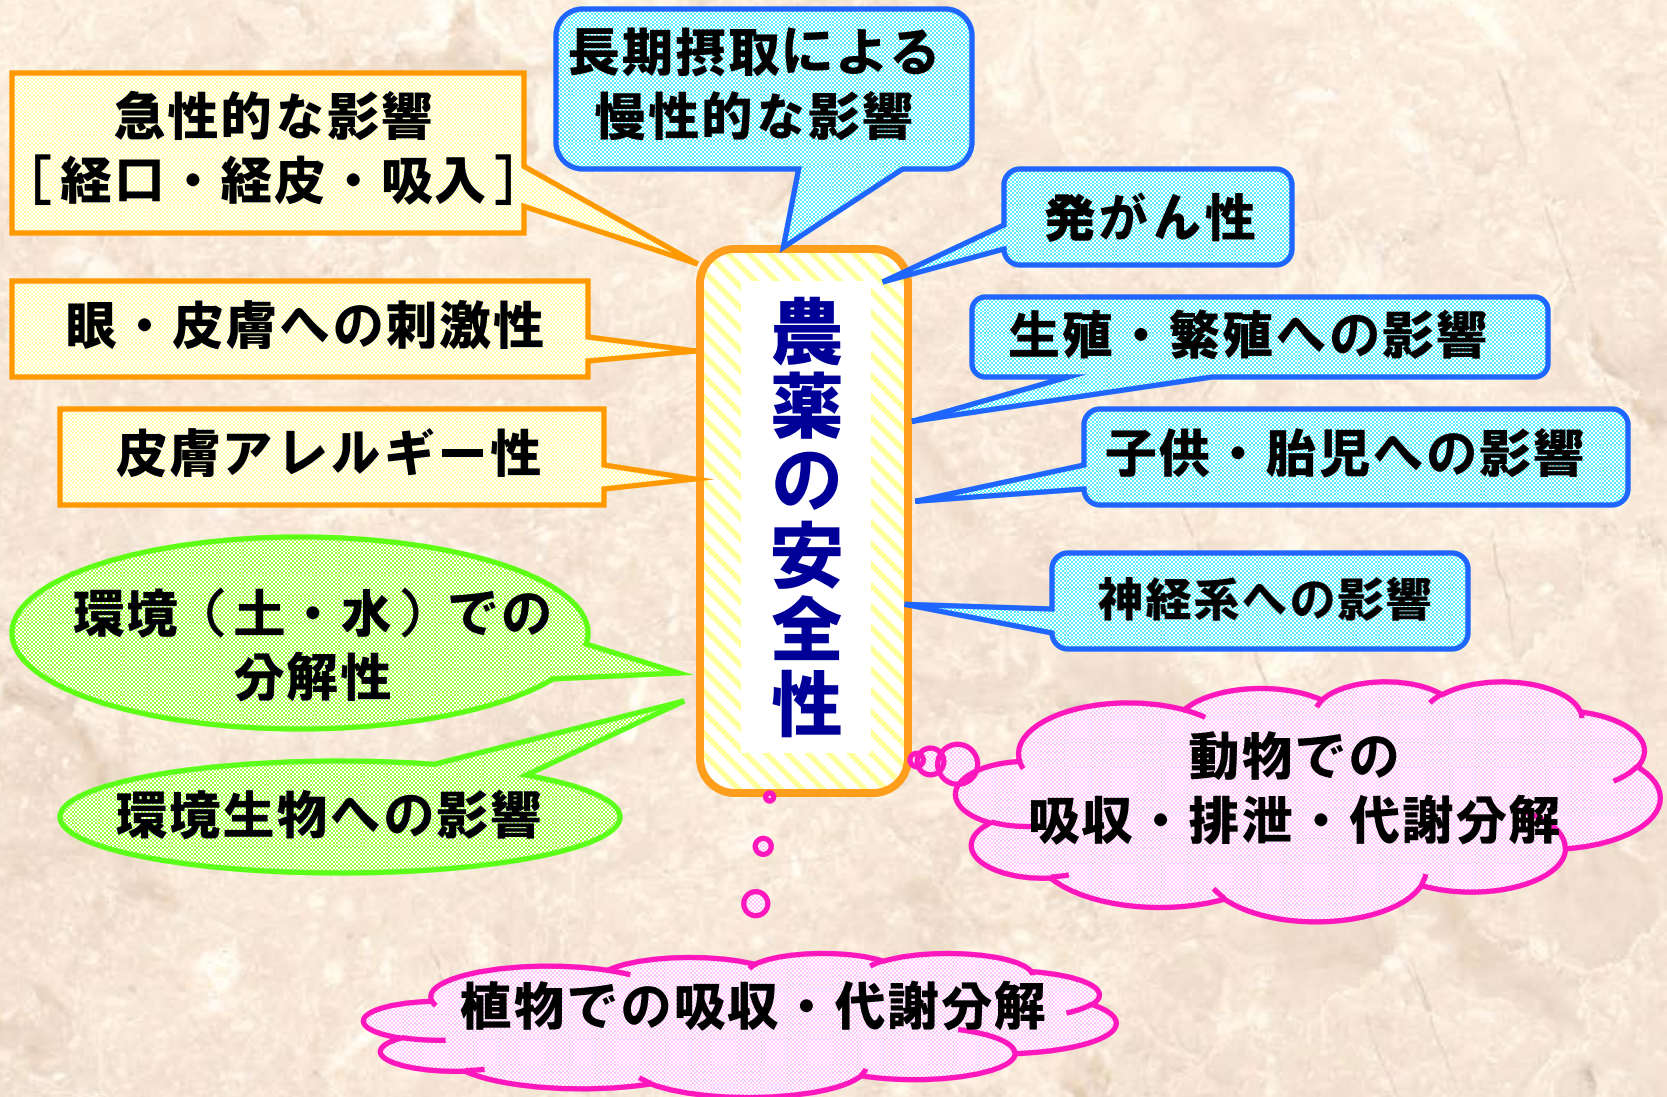 長期摂取による
慢性的な影響
急性的な影響
[経口・経皮・吸入]
発がん性
眼・皮膚への刺激性
生殖・繁殖への影響
皮膚アレルギー性
子供・胎児への影響
農薬の安全性
環境(土・水)での
分解性
神経系への影響
環境生物への影響
動物での
吸収・排泄・代謝分解
植物での吸収・代謝分解